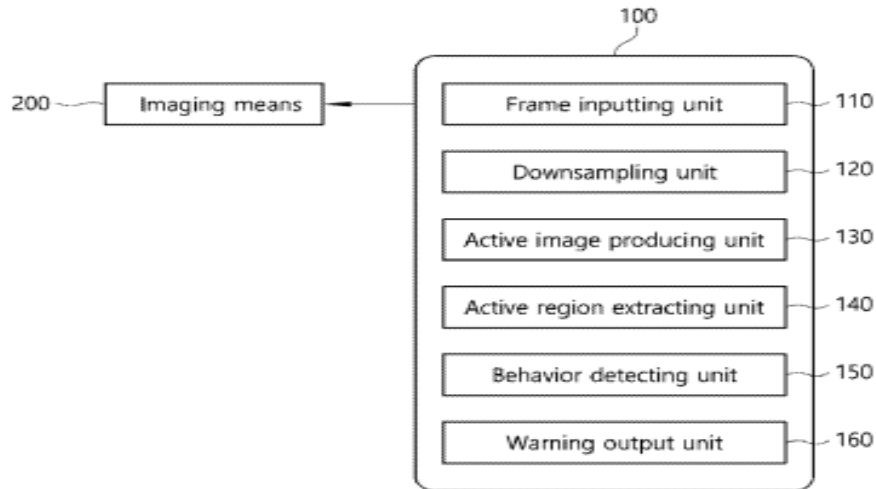 100
200 Imaging means Frame inputting unit 110
Downsampling unit 120
Active image producing unit 130
Active region extracting unit 140
Behavior detecting unit 150
Warning output unit 160